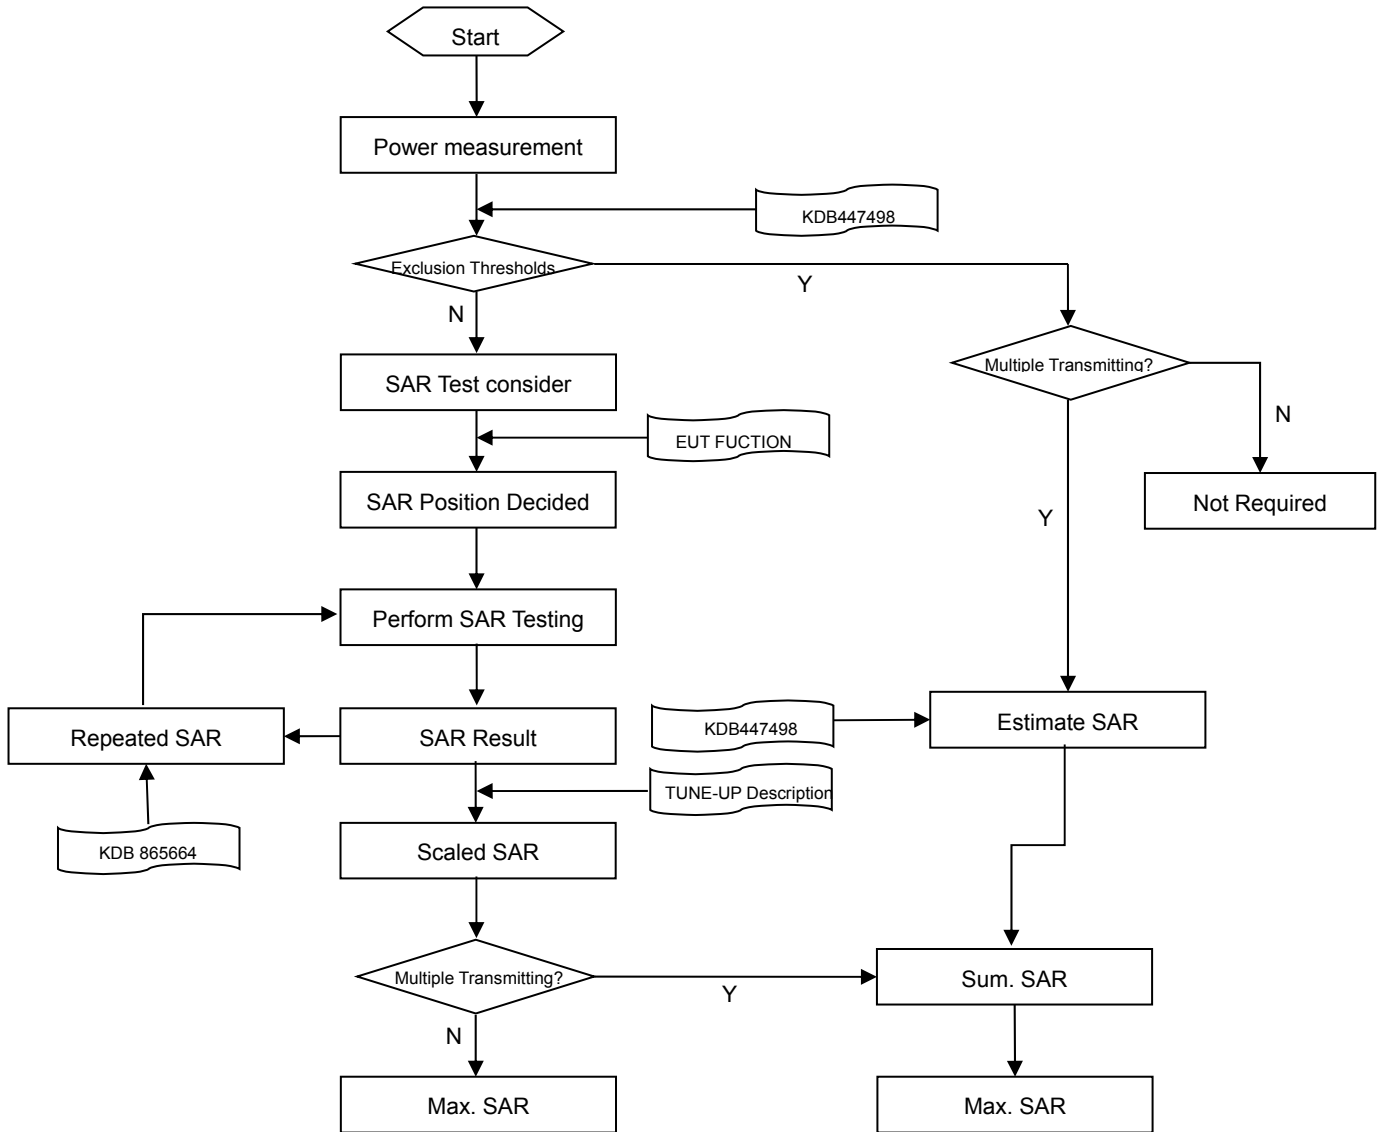 Start
Power measurement
KDB447498
Exclusion Thresholds
Y
N
Multiple Transmitting?
SAR Test consider
N
EUT FUCTION
SAR Position Decided
Not Required
Y
Perform SAR Testing
Repeated SAR
SAR Result
KDB447498
Estimate SAR
TUNE-UP Description
KDB 865664
Scaled SAR
Multiple Transmitting?
Y
Sum. SAR
N
Max. SAR
Max. SAR